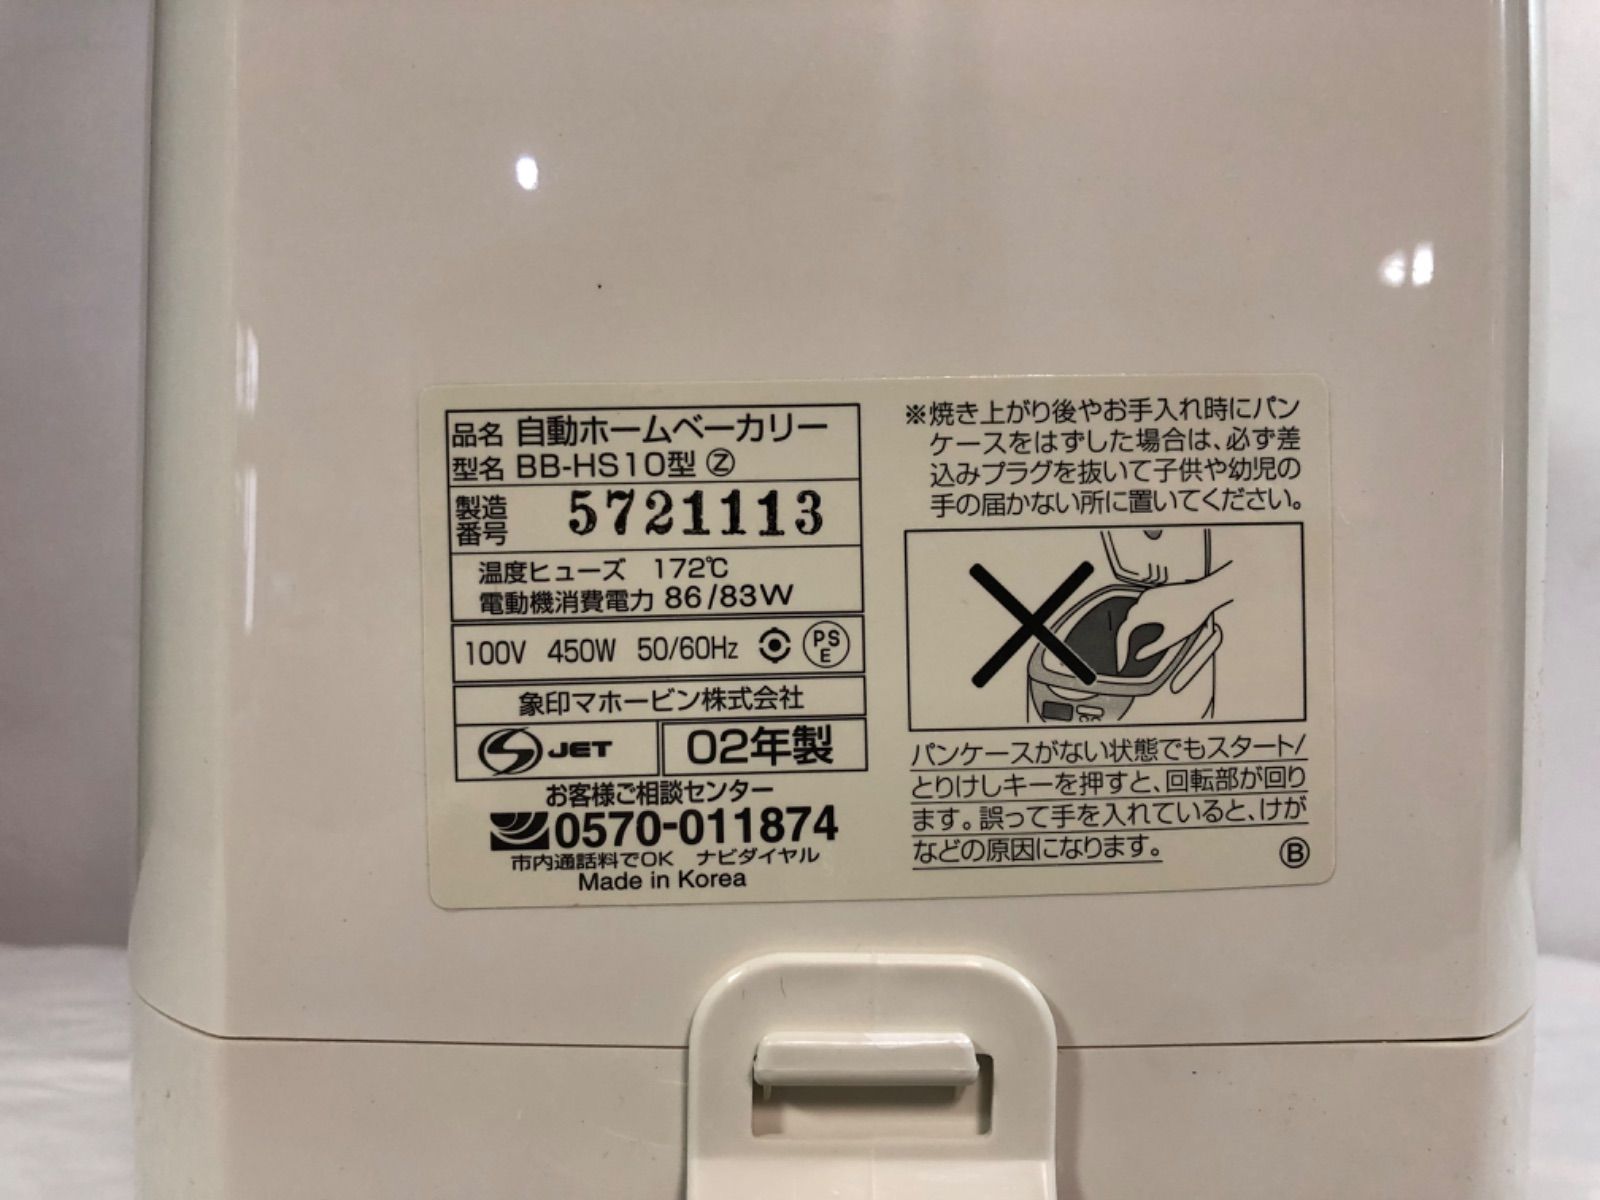 品名 自動ホームベーカリー
型名 BB-HS10型 Ⓩ
製造番号 5721113
温度ヒューズ 172℃
電動機消費電力 86/83W
100V 450W 50/60Hz PSE
象印マホービン株式会社
S JET 02年製
お客様ご相談センター
0570-011874
市内通話料でOK ナビダイヤル
Made in Korea
※焼き上がり後やお手入れ時にパン
ケースをはずした場合は、必ず差
込みプラグを抜いて子供や幼児の
手の届かない所に置いてください。
パンケースがない状態でもスタート/
とりけしキーを押すと、回転部が回り
ます。誤って手を入れていると、けが
などの原因になります。 Ⓑ